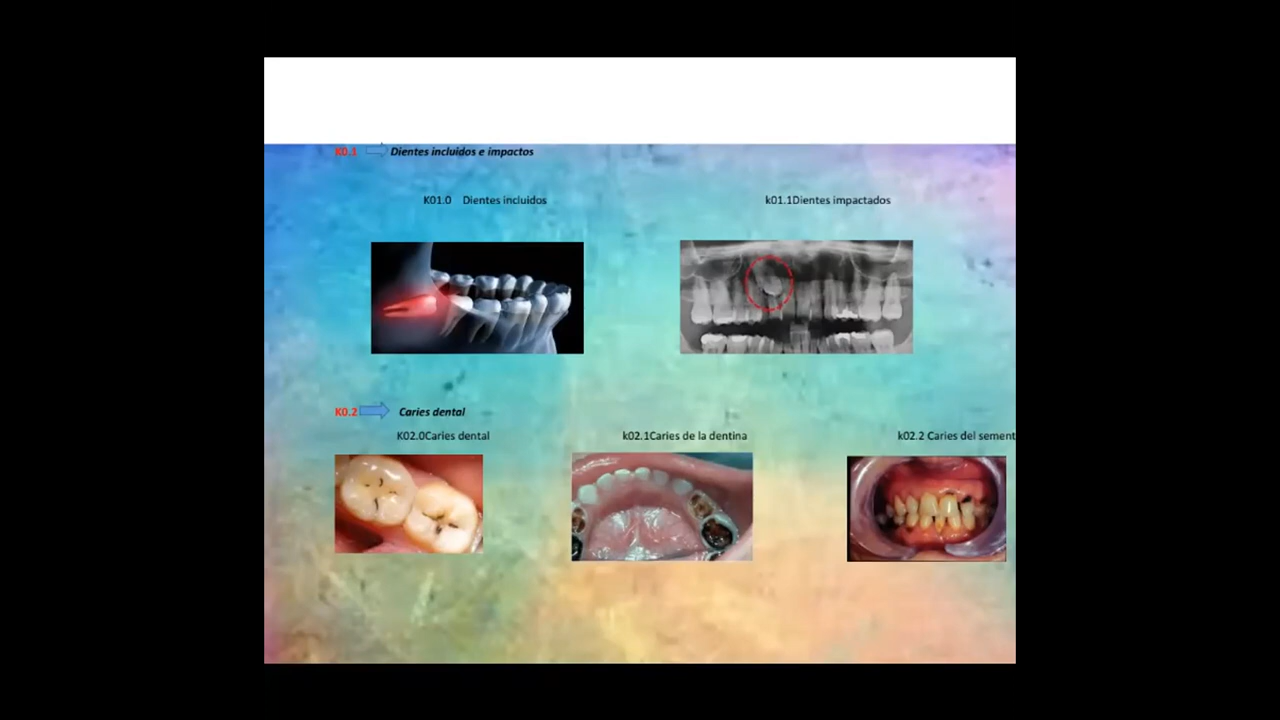 K0.1 Dientes incluidos e impactos
K01.0 Dientes incluidos
k01.1Dientes impactados
K0.2 Caries dental
K02.0Caries dental
k02.1Caries de la dentina
k02.2 Caries del sement